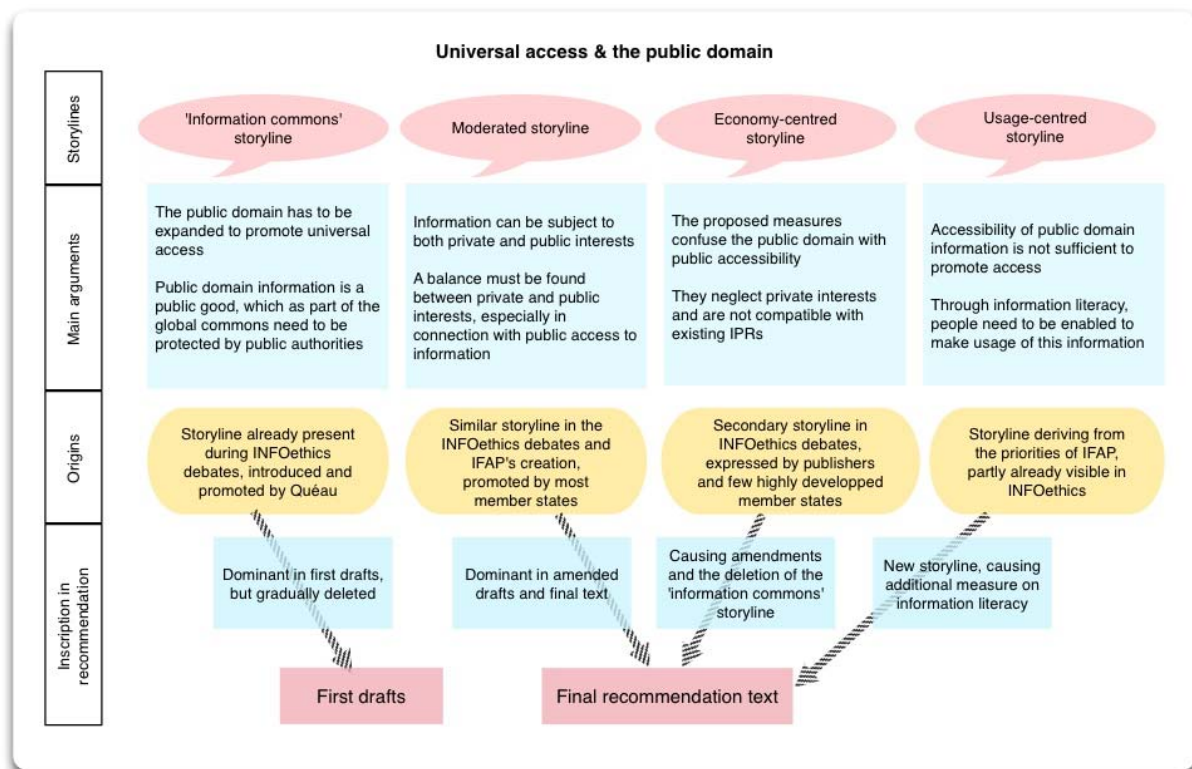 Universal access & the public domain
Storylines
'Information commons'
storyline
Moderated storyline
Economy-centred
storyline
Usage-centred
storyline
Main arguments
The public domain has to be
expanded to promote universal
access
Public domain information is a
public good, which as part of the
global commons need to be
protected by public authorities
Information can be subject to
both private and public interests
A balance must be found
between private and public
interests, especially in
connection with public access to
information
The proposed measures
confuse the public domain with
public accessibility
They neglect private interests
and are not compatible with
existing IPRs
Accessibility of public domain
information is not sufficient to
promote access
Through information literacy,
people need to be enabled to
make usage of this information
Origins
Storyline already present
during INFOethics
debates, introduced and
promoted by Quéau
Similar storyline in the
INFOethics debates and
IFAP's creation,
promoted by most
member states
Secondary storyline in
INFOethics debates,
expressed by publishers
and few highly developped
member states
Storyline deriving from
the priorities of IFAP,
partly already visible in
INFOethics
Inscription in
recommendation
Dominant in first drafts,
but gradually deleted
Dominant in amended
drafts and final text
Causing amendments
and the deletion of the
'information commons'
storyline
New storyline, causing
additional measure on
information literacy
First drafts
Final recommendation text